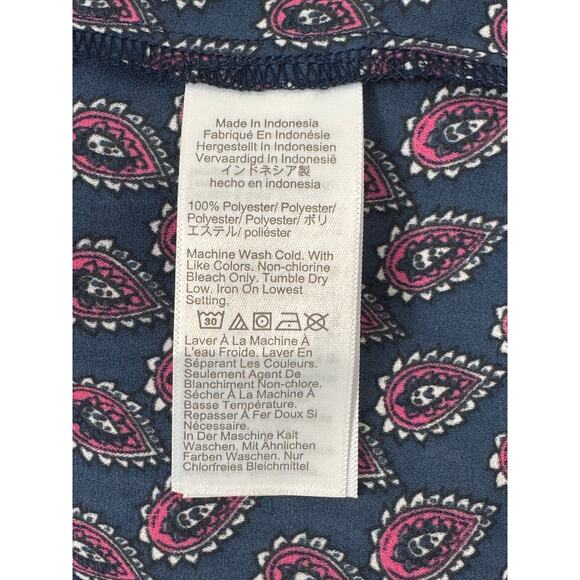 Made In Indonesia
Fabriqué En Indonésie
Hergestellt In Indonesien
Vervaardigd In Indonesie
インドネシア製
hecho en indonesia
100% Polyester/ Polyester/
Polyester/ Polyester/ ポリ
エステル/ poliéster
Machine Wash Cold. With
Like Colors. Non-chlorine
Bleach Only. Tumble Dry
Low. Iron On Lowest
Setting.
30
Laver À La Machine À
L'eau Froide. Laver En
Séparant Les Couleurs.
Seulement Agent De
Blanchiment Non-chlore.
Sécher À La Machine À
Basse Température.
Repasser À Fer Doux Si
Nécessaire.
In Der Maschine Kalt
Waschen. Mit Ähnlichen
Farben Waschen. Nur
Chlorfreies Bleichmittel